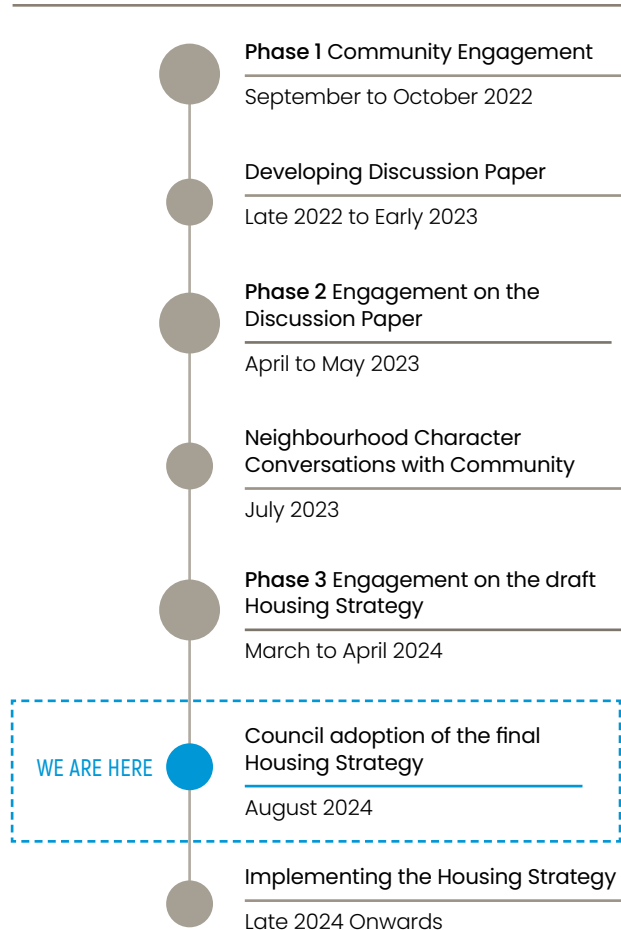 Phase 1 Community Engagement
September to October 2022
Developing Discussion Paper
Late 2022 to Early 2023
Phase 2 Engagement on the
Discussion Paper
April to May 2023
Neighbourhood Character
Conversations with Community
July 2023
Phase 3 Engagement on the draft
Housing Strategy
March to April 2024
WE ARE HERE
Council adoption of the final
Housing Strategy
August 2024
Implementing the Housing Strategy
Late 2024 Onwards